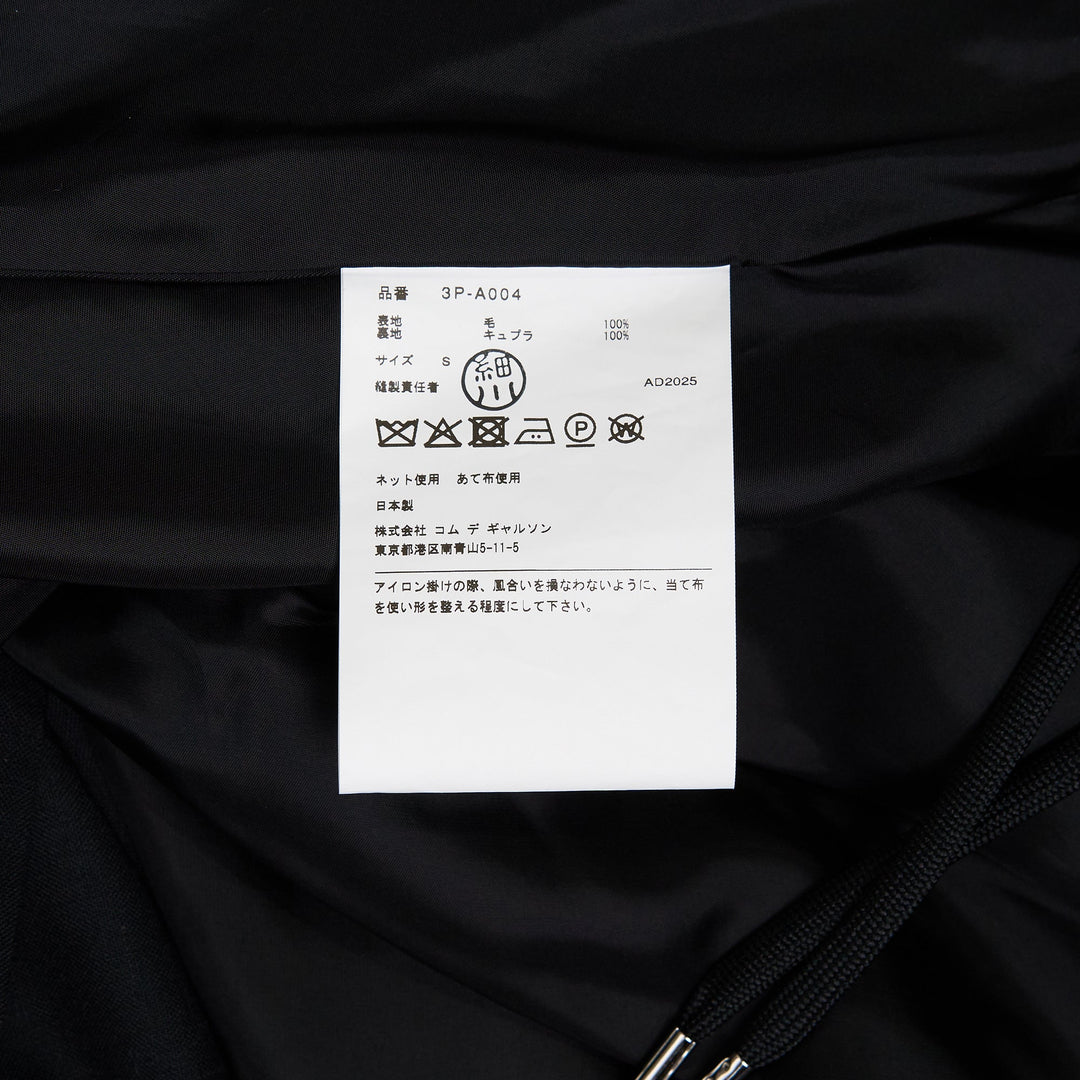 品番 3P-A004
表地 毛 100%
裏地 キュプラ 100%
サイズ S
細川
縫製責任者
AD2025
P W
ネット使用 あて布使用
日本製
株式会社 コム デ ギャルソン
東京都港区南青山5-11-5
アイロン掛けの際、風合いを損なわないように、当て布
を使い形を整える程度にして下さい。